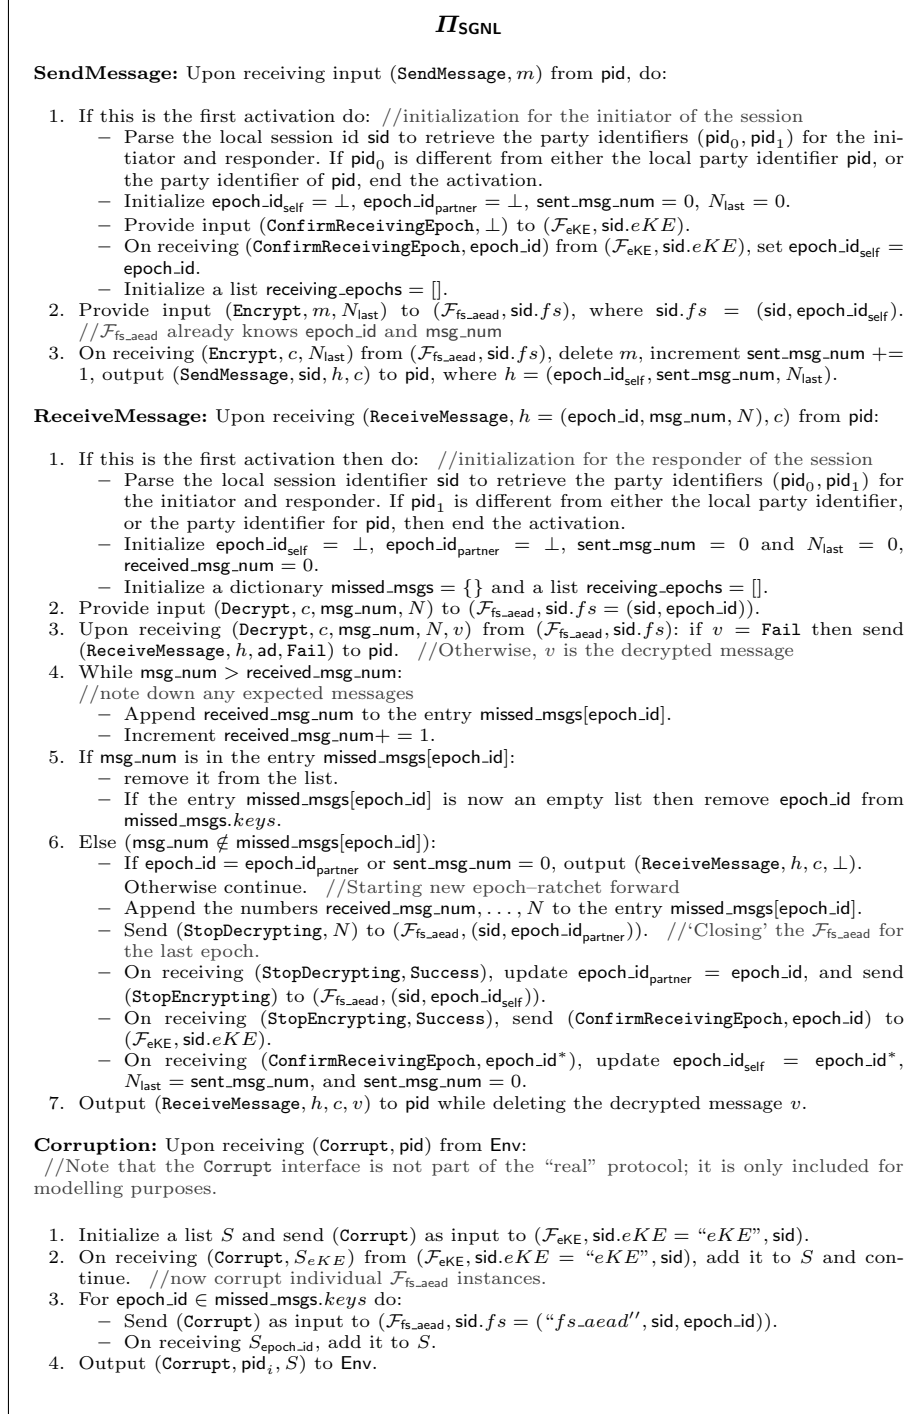 Π_SGNL
SendMessage: Upon receiving input (SendMessage, m) from pid, do:
1. If this is the first activation do: //initialization for the initiator of the session
– Parse the local session id sid to retrieve the party identifiers (pid_0, pid_1) for the ini-
tiator and responder. If pid_0 is different from either the local party identifier pid, or
the party identifier of pid, end the activation.
– Initialize epoch_id_self = ⊥, epoch_id_partner = ⊥, sent_msg_num = 0, N_last = 0.
– Provide input (ConfirmReceivingEpoch, ⊥) to (F_eKE, sid.eKE).
– On receiving (ConfirmReceivingEpoch, epoch_id) from (F_eKE, sid.eKE), set epoch_id_self =
epoch_id.
– Initialize a list receiving_epochs = [].
2. Provide input (Encrypt, m, N_last) to (F_fs_aead, sid.fs), where sid.fs = (sid, epoch_id_self).
//F_fs_aead already knows epoch_id and msg_num
3. On receiving (Encrypt, c, N_last) from (F_fs_aead, sid.fs), delete m, increment sent_msg_num +=
1, output (SendMessage, sid, h, c) to pid, where h = (epoch_id_self, sent_msg_num, N_last).
ReceiveMessage: Upon receiving (ReceiveMessage, h = (epoch_id, msg_num, N), c) from pid:
1. If this is the first activation then do: //initialization for the responder of the session
– Parse the local session identifier sid to retrieve the party identifiers (pid_0, pid_1) for
the initiator and responder. If pid_1 is different from either the local party identifier,
or the party identifier for pid, then end the activation.
– Initialize epoch_id_self = ⊥, epoch_id_partner = ⊥, sent_msg_num = 0 and N_last = 0,
received_msg_num = 0.
– Initialize a dictionary missed_msgs = {} and a list receiving_epochs = [].
2. Provide input (Decrypt, c, msg_num, N) to (F_fs_aead, sid.fs = (sid, epoch_id)).
3. Upon receiving (Decrypt, c, msg_num, N, v) from (F_fs_aead, sid.fs): if v = Fail then send
(ReceiveMessage, h, ad, Fail) to pid. //Otherwise, v is the decrypted message
4. While msg_num > received_msg_num:
//note down any expected messages
– Append received_msg_num to the entry missed_msgs[epoch_id].
– Increment received_msg_num+ = 1.
5. If msg_num is in the entry missed_msgs[epoch_id]:
– remove it from the list.
– If the entry missed_msgs[epoch_id] is now an empty list then remove epoch_id from
missed_msgs.keys.
6. Else (msg_num ∉ missed_msgs[epoch_id]):
– If epoch_id = epoch_id_partner or sent_msg_num = 0, output (ReceiveMessage, h, c, ⊥).
Otherwise continue. //Starting new epoch–ratchet forward
– Append the numbers received_msg_num, . . . , N to the entry missed_msgs[epoch_id].
– Send (StopDecrypting, N) to (F_fs_aead, (sid, epoch_id_partner)). //‘Closing’ the F_fs_aead for
the last epoch.
– On receiving (StopDecrypting, Success), update epoch_id_partner = epoch_id, and send
(StopEncrypting) to (F_fs_aead, (sid, epoch_id_self)).
– On receiving (StopEncrypting, Success), send (ConfirmReceivingEpoch, epoch_id) to
(F_eKE, sid.eKE).
– On receiving (ConfirmReceivingEpoch, epoch_id*), update epoch_id_self = epoch_id*,
N_last = sent_msg_num, and sent_msg_num = 0.
7. Output (ReceiveMessage, h, c, v) to pid while deleting the decrypted message v.
Corruption: Upon receiving (Corrupt, pid) from Env:
//Note that the Corrupt interface is not part of the “real” protocol; it is only included for
modelling purposes.
1. Initialize a list S and send (Corrupt) as input to (F_eKE, sid.eKE = “eKE”, sid).
2. On receiving (Corrupt, S_eKE) from (F_eKE, sid.eKE = “eKE”, sid), add it to S and con-
tinue. //now corrupt individual F_fs_aead instances.
3. For epoch_id ∈ missed_msgs.keys do:
– Send (Corrupt) as input to (F_fs_aead, sid.fs = (“fs_aead″, sid, epoch_id)).
– On receiving S_epoch_id, add it to S.
4. Output (Corrupt, pid_i, S) to Env.